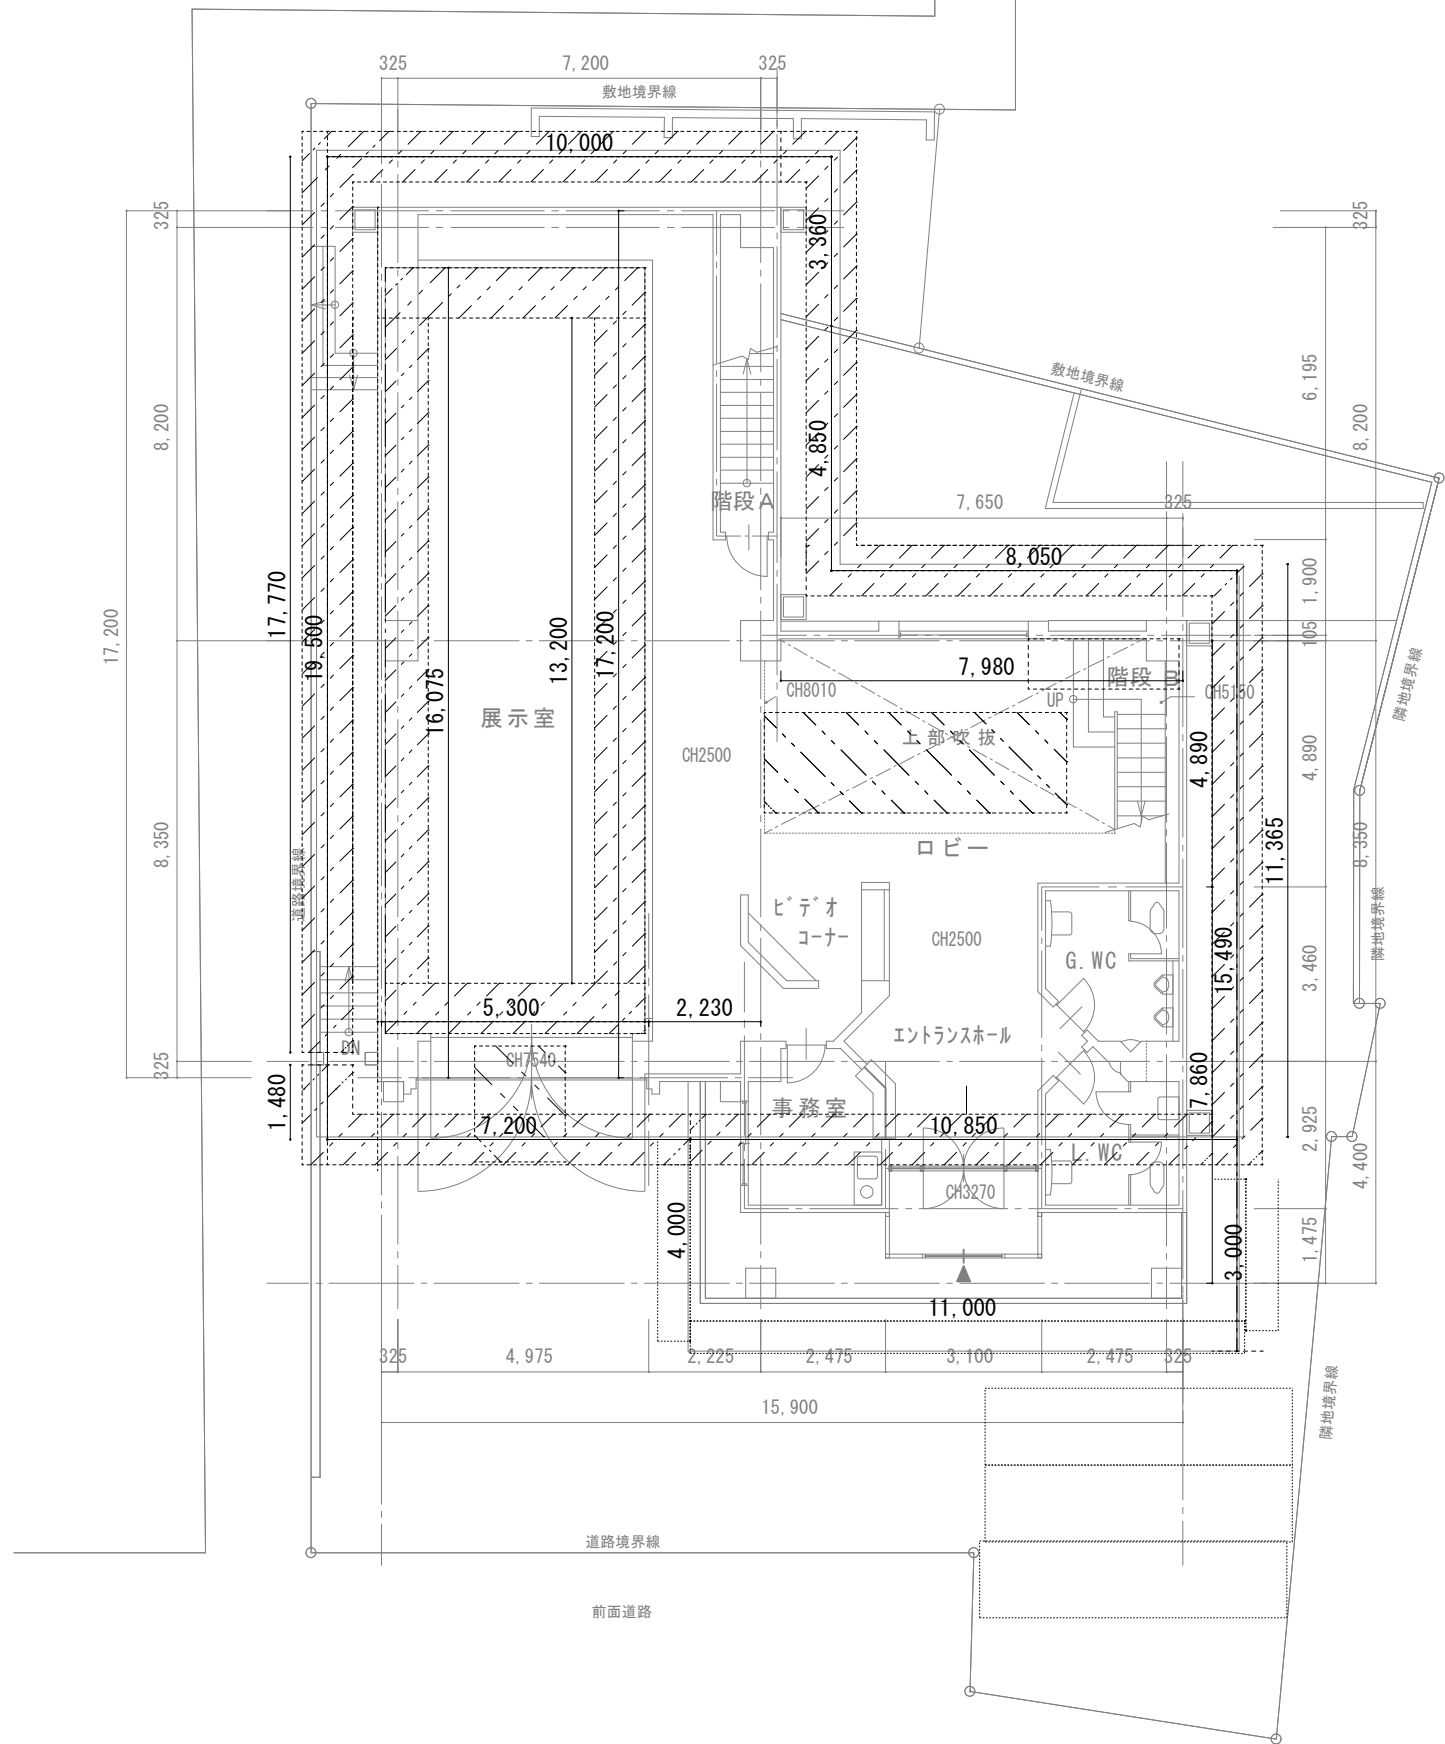 325
7,200
325
敷地境界線
10,000
325
3,360
325
敷地境界線
6,195
8,200
8,200
4,850
階段A
7,650
325
8,050
17,770
1,900
17,200
19,500
13,200
17,200
105
7,980
階段 B
16,075
CH8010
CH5150
UP
隣地境界線
展示室
上部吹抜
CH2500
4,890
4,890
8,350
ロビー
11,365
8,350
道路境界線
ビデオ
コーナー
CH2500
隣地境界線
G.WC
15,490
3,460
5,300
2,230
エントランスホール
DN
CH7540
325
1,480
7,860
事務室
7,200
10,850
2,925
L.WC
4,400
CH3270
4,000
3,000
1,475
11,000
325
4,975
2,225
2,475
3,100
2,475
325
15,900
隣地境界線
道路境界線
前面道路